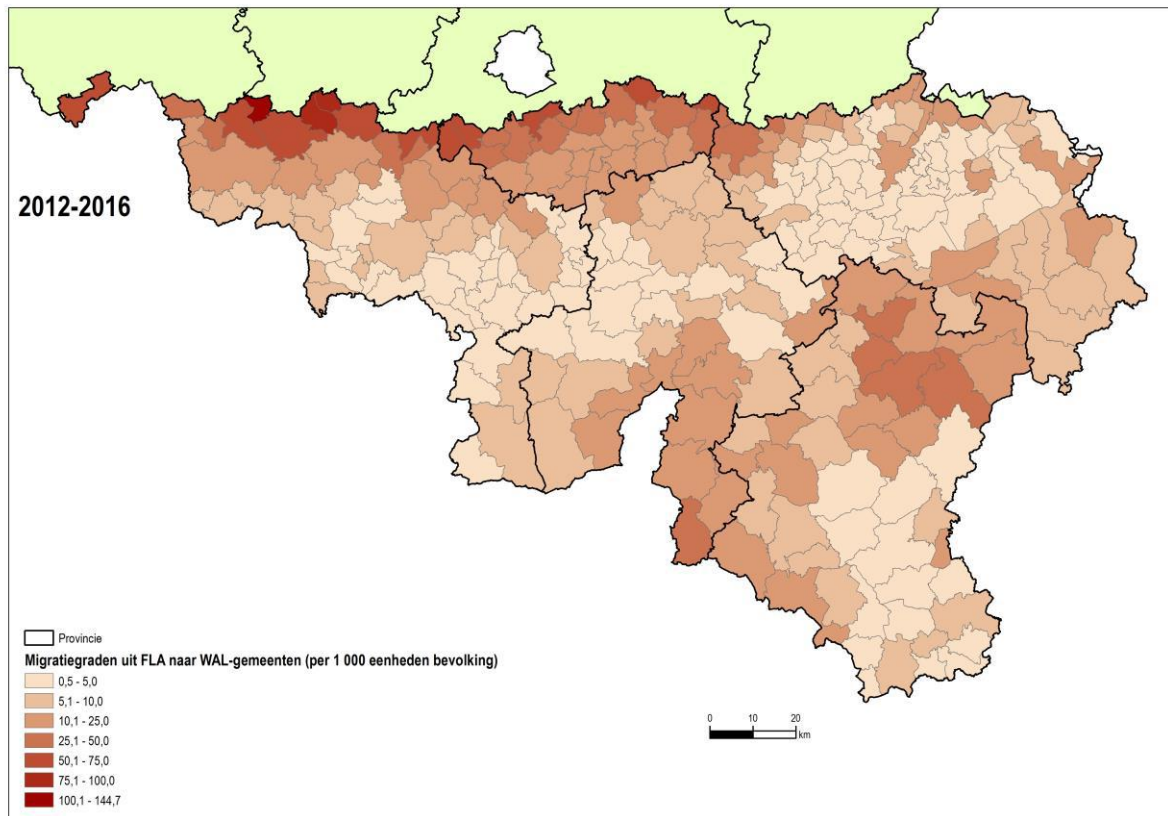 2012-2016
Provincie
Migratiegraden uit FLA naar WAL-gemeenten (per 1 000 eenheden bevolking)
0,5 - 5,0
5,1 - 10,0
10,1 - 25,0
25,1 - 50,0
50,1 - 75,0
75,1 - 100,0
100,1 - 144,7
0 10 20
km